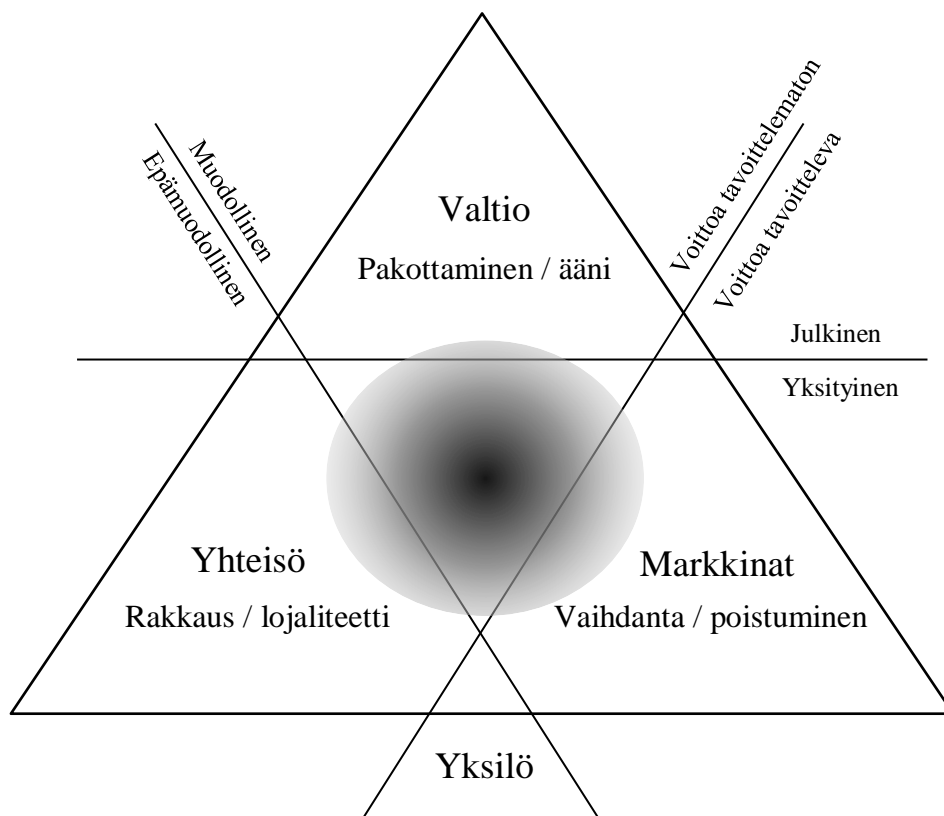 Muodollinen
Epämuodollinen
Voittoa tavoittelematon
Voittoa tavoitteleva
Valtio
Pakottaminen / ääni
Julkinen
Yksityinen
Yhteisö
Rakkaus / lojaliteetti
Markkinat
Vaihdanta / poistuminen
Yksilö